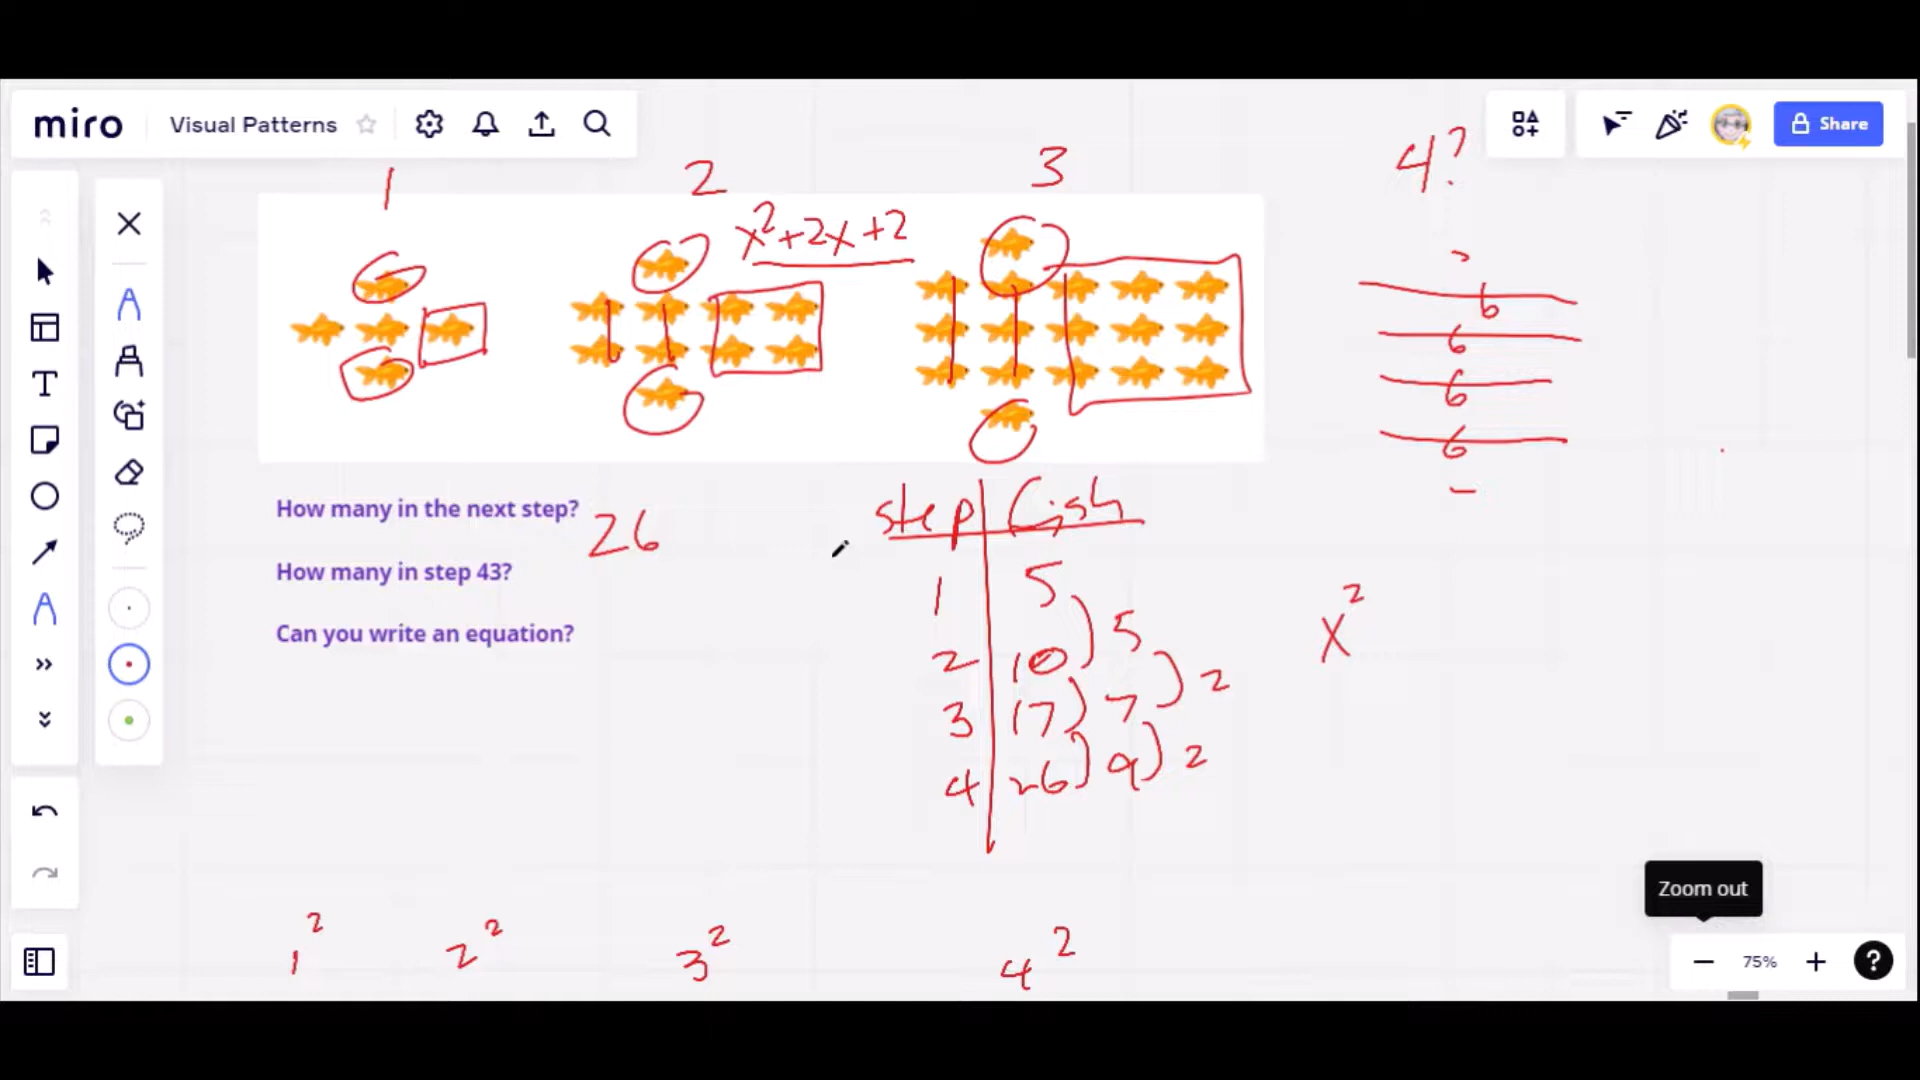 miro Visual Patterns Share
1 2 3 4?
x²+2x+2
6
6
6
6
How many in the next step? 26
How many in step 43?
Can you write an equation?
step fish
1 5
5
2 10
2
3 17 7
2
4 26 9
x²
Zoom out
1² 2² 3² 4²
75% ?